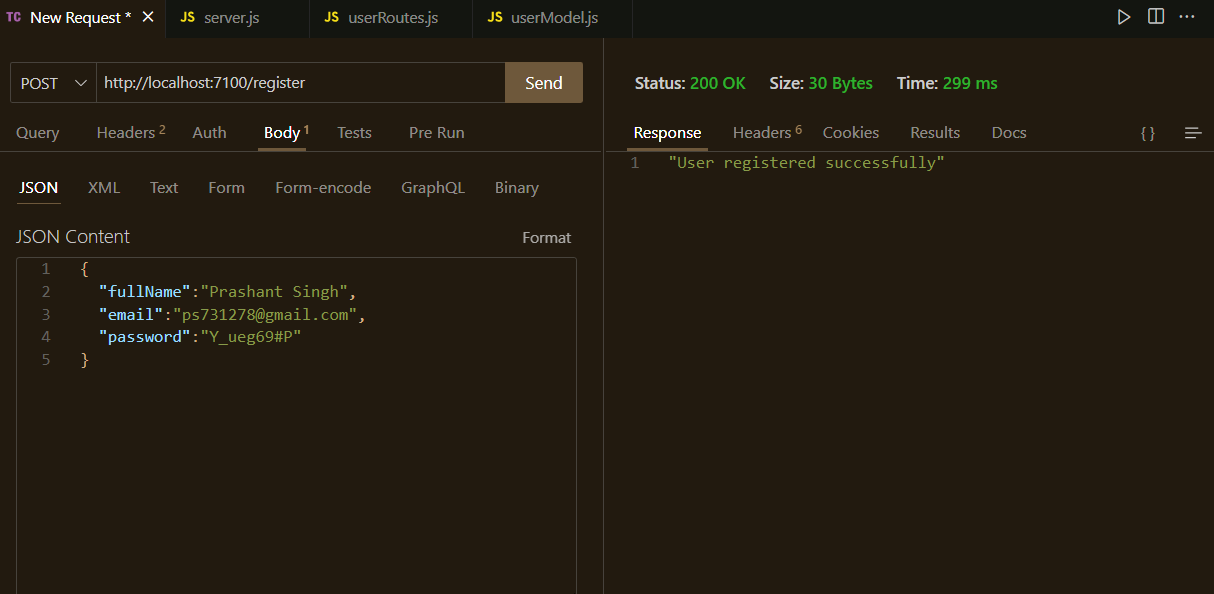 TC New Request * × JS server.js JS userRoutes.js JS userModel.js ...
POST http://localhost:7100/register Send
Query Headers 2 Auth Body 1 Tests Pre Run
JSON XML Text Form Form-encode GraphQL Binary
JSON Content Format
1 {
2 "fullName":"Prashant Singh",
3 "email":"ps731278@gmail.com",
4 "password":"Y_ueg69#P"
5 }
Status: 200 OK Size: 30 Bytes Time: 299 ms
Response Headers 6 Cookies Results Docs { }
1 "User registered successfully"